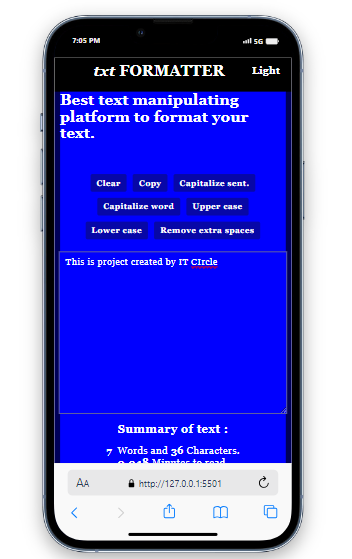 7:05 PM 5G
txt FORMATTER Light
Best text manipulating
platform to format your
text.
Clear Copy Capitalize sent.
Capitalize word Upper case
Lower case Remove extra spaces
This is project created by IT CIrcle
Summary of text :
7 Words and 36 Characters.
0.048 Minutes to read
AA http://127.0.0.1:5501